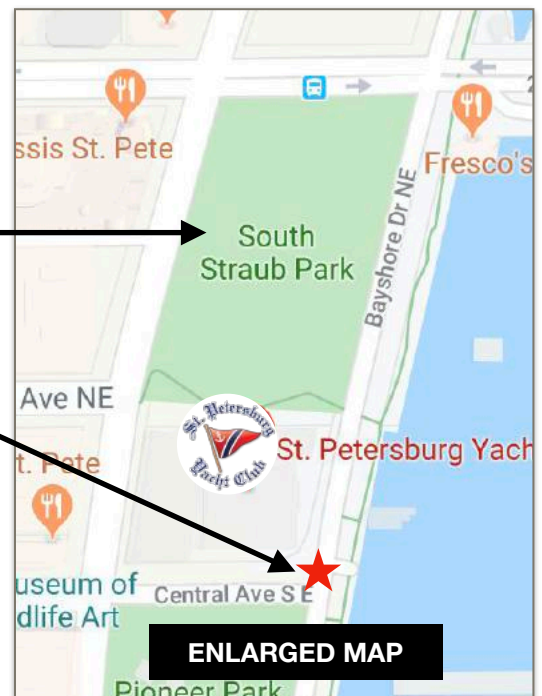 ssis St. Pete
Fresco's
South
Straub Park
Bayshore Dr NE
Ave NE
St. Petersburg
Yacht Club
St. Petersburg Yach
t. Pete
useum of
dlife Art
Central Ave S E
ENLARGED MAP
Pioneer Park